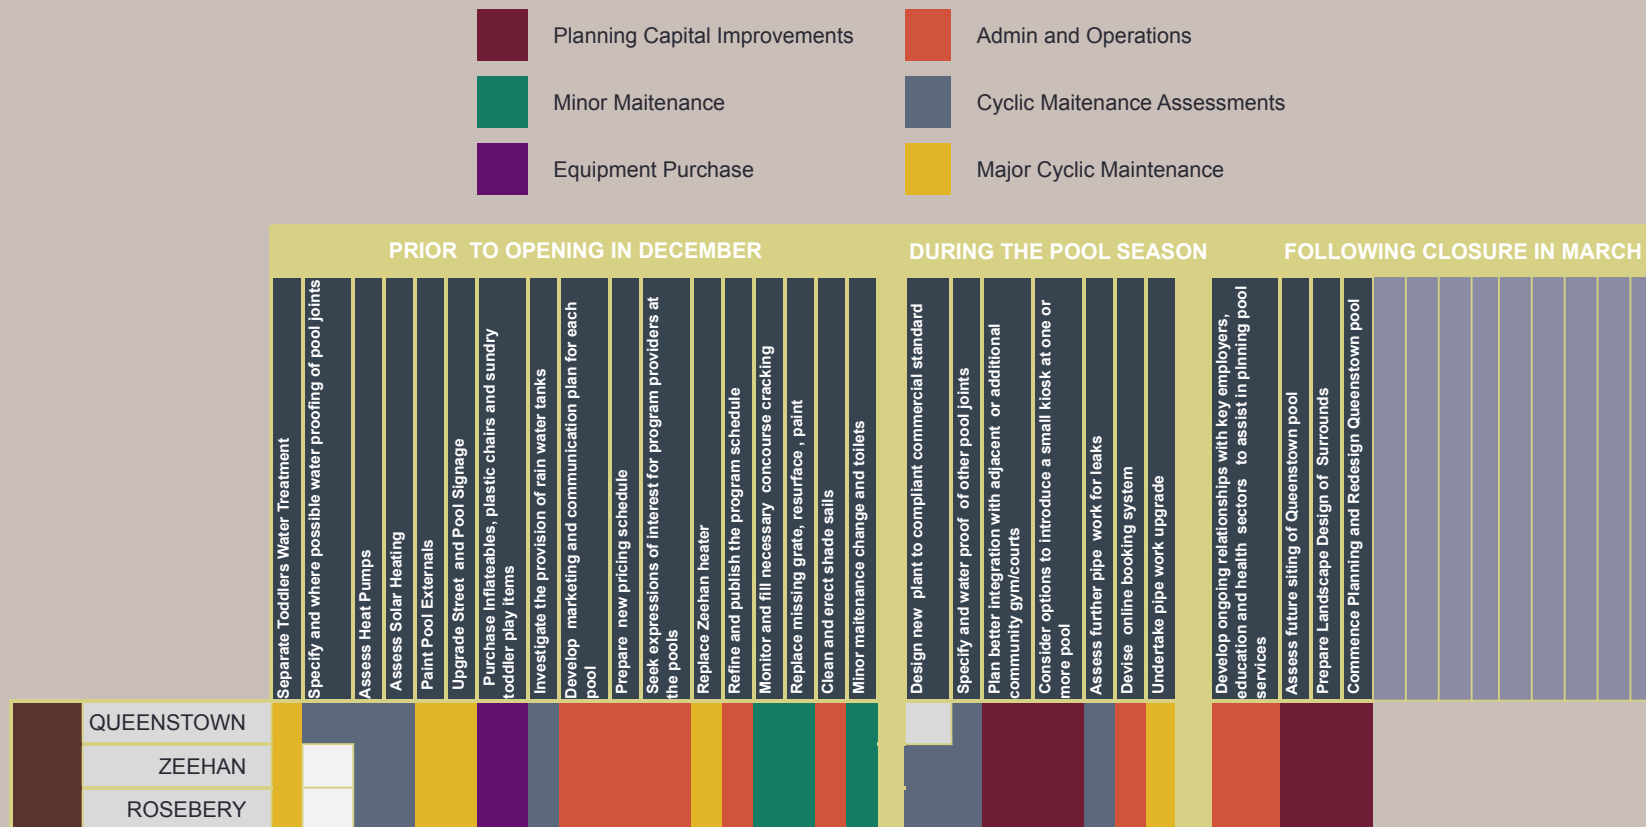 Planning Capital Improvements
Admin and Operations
Minor Maitenance
Cyclic Maitenance Assessments
Equipment Purchase
Major Cyclic Maintenance
PRIOR TO OPENING IN DECEMBER
DURING THE POOL SEASON
FOLLOWING CLOSURE IN MARCH
Separate Toddlers Water Treatment
Specify and where possible water proofing of pool joints
Assess Heat Pumps
Assess Solar Heating
Paint Pool Externals
Upgrade Street and Pool Signage
Purchase Inflateables, plastic chairs and sundry
toddler play items
Investigate the provision of rain water tanks
Develop marketing and communication plan for each
pool
Prepare new pricing schedule
Seek expressions of interest for program providers at
the pools
Replace Zeehan heater
Refine and publish the program schedule
Monitor and fill necessary concourse cracking
Replace missing grate, resurface , paint
Clean and erect shade sails
Minor maitenance change and toilets
Design new plant to compliant commercial standard
Specify and water proof of other pool joints
Plan better integration with adjacent or additional
community gym/courts
Consider options to introduce a small kiosk at one or
more pool
Assess further pipe work for leaks
Devise online booking system
Undertake pipe work upgrade
Develop ongoing relationships with key employers,
education and health sectors to assist in plnning pool
services
Assess future siting of Queenstown pool
Prepare Landscape Design of Surrounds
Commence Planning and Redesign Queenstown pool
QUEENSTOWN
ZEEHAN
ROSEBERY